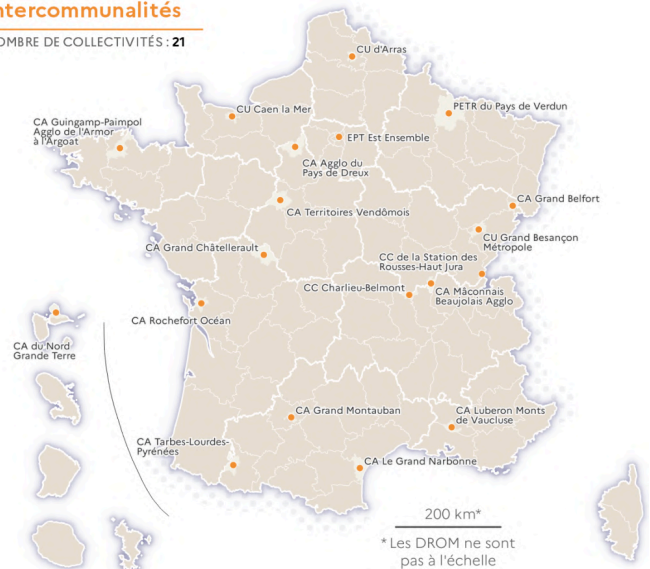 ntercommunalités
OMBRE DE COLLECTIVITÉS : 21
CU d'Arras
CU Caen la Mer
PETR du Pays de Verdun
CA Guingamp-Paimpol
Agglo de l'Armor
à l'Argoat
EPT Est Ensemble
CA Agglo du
Pays de Dreux
CA Grand Belfort
CA Territoires Vendômois
CU Grand Besançon
Métropole
CA Grand Châtellerault
CC de la Station des
Rousses-Haut Jura
CC Charlieu-Belmont
CA Mâconnais
Beaujolais Agglo
CA Rochefort Océan
CA du Nord
Grande Terre
CA Grand Montauban
CA Luberon Monts
de Vaucluse
CA Tarbes-Lourdes-
Pyrénées
CA Le Grand Narbonne
200 km*
* Les DROM ne sont
pas à l'échelle